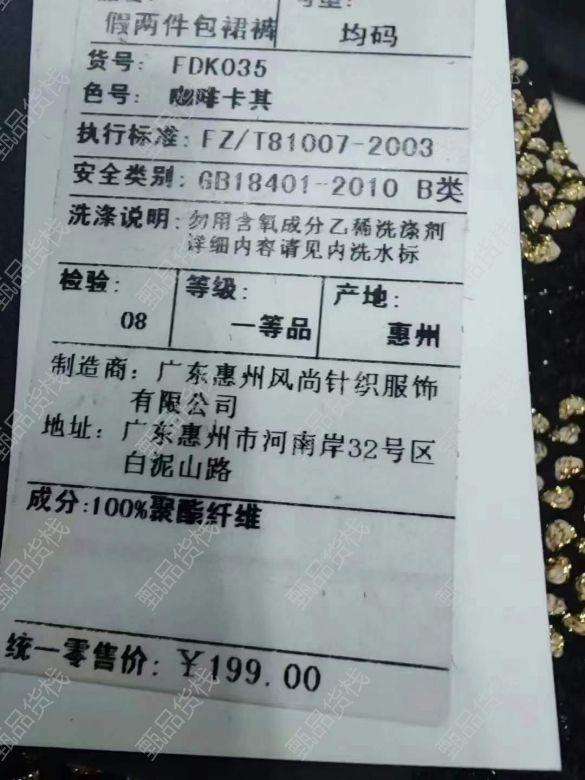 假两件包裙裤
均码
货号: FDK035
色号: 咖啡卡其
执行标准: FZ/T81007-2003
安全类别: GB18401-2010 B类
洗涤说明: 勿用含氧成分乙稀洗涤剂
详细内容请见内洗水标
检验: 08
等级: 一等品
产地: 惠州
制造商: 广东惠州风尚针织服饰
有限公司
地址: 广东惠州市河南岸32号区
白泥山路
成分:100%聚酯纤维
统一零售价: ¥199.00
甄品货栈